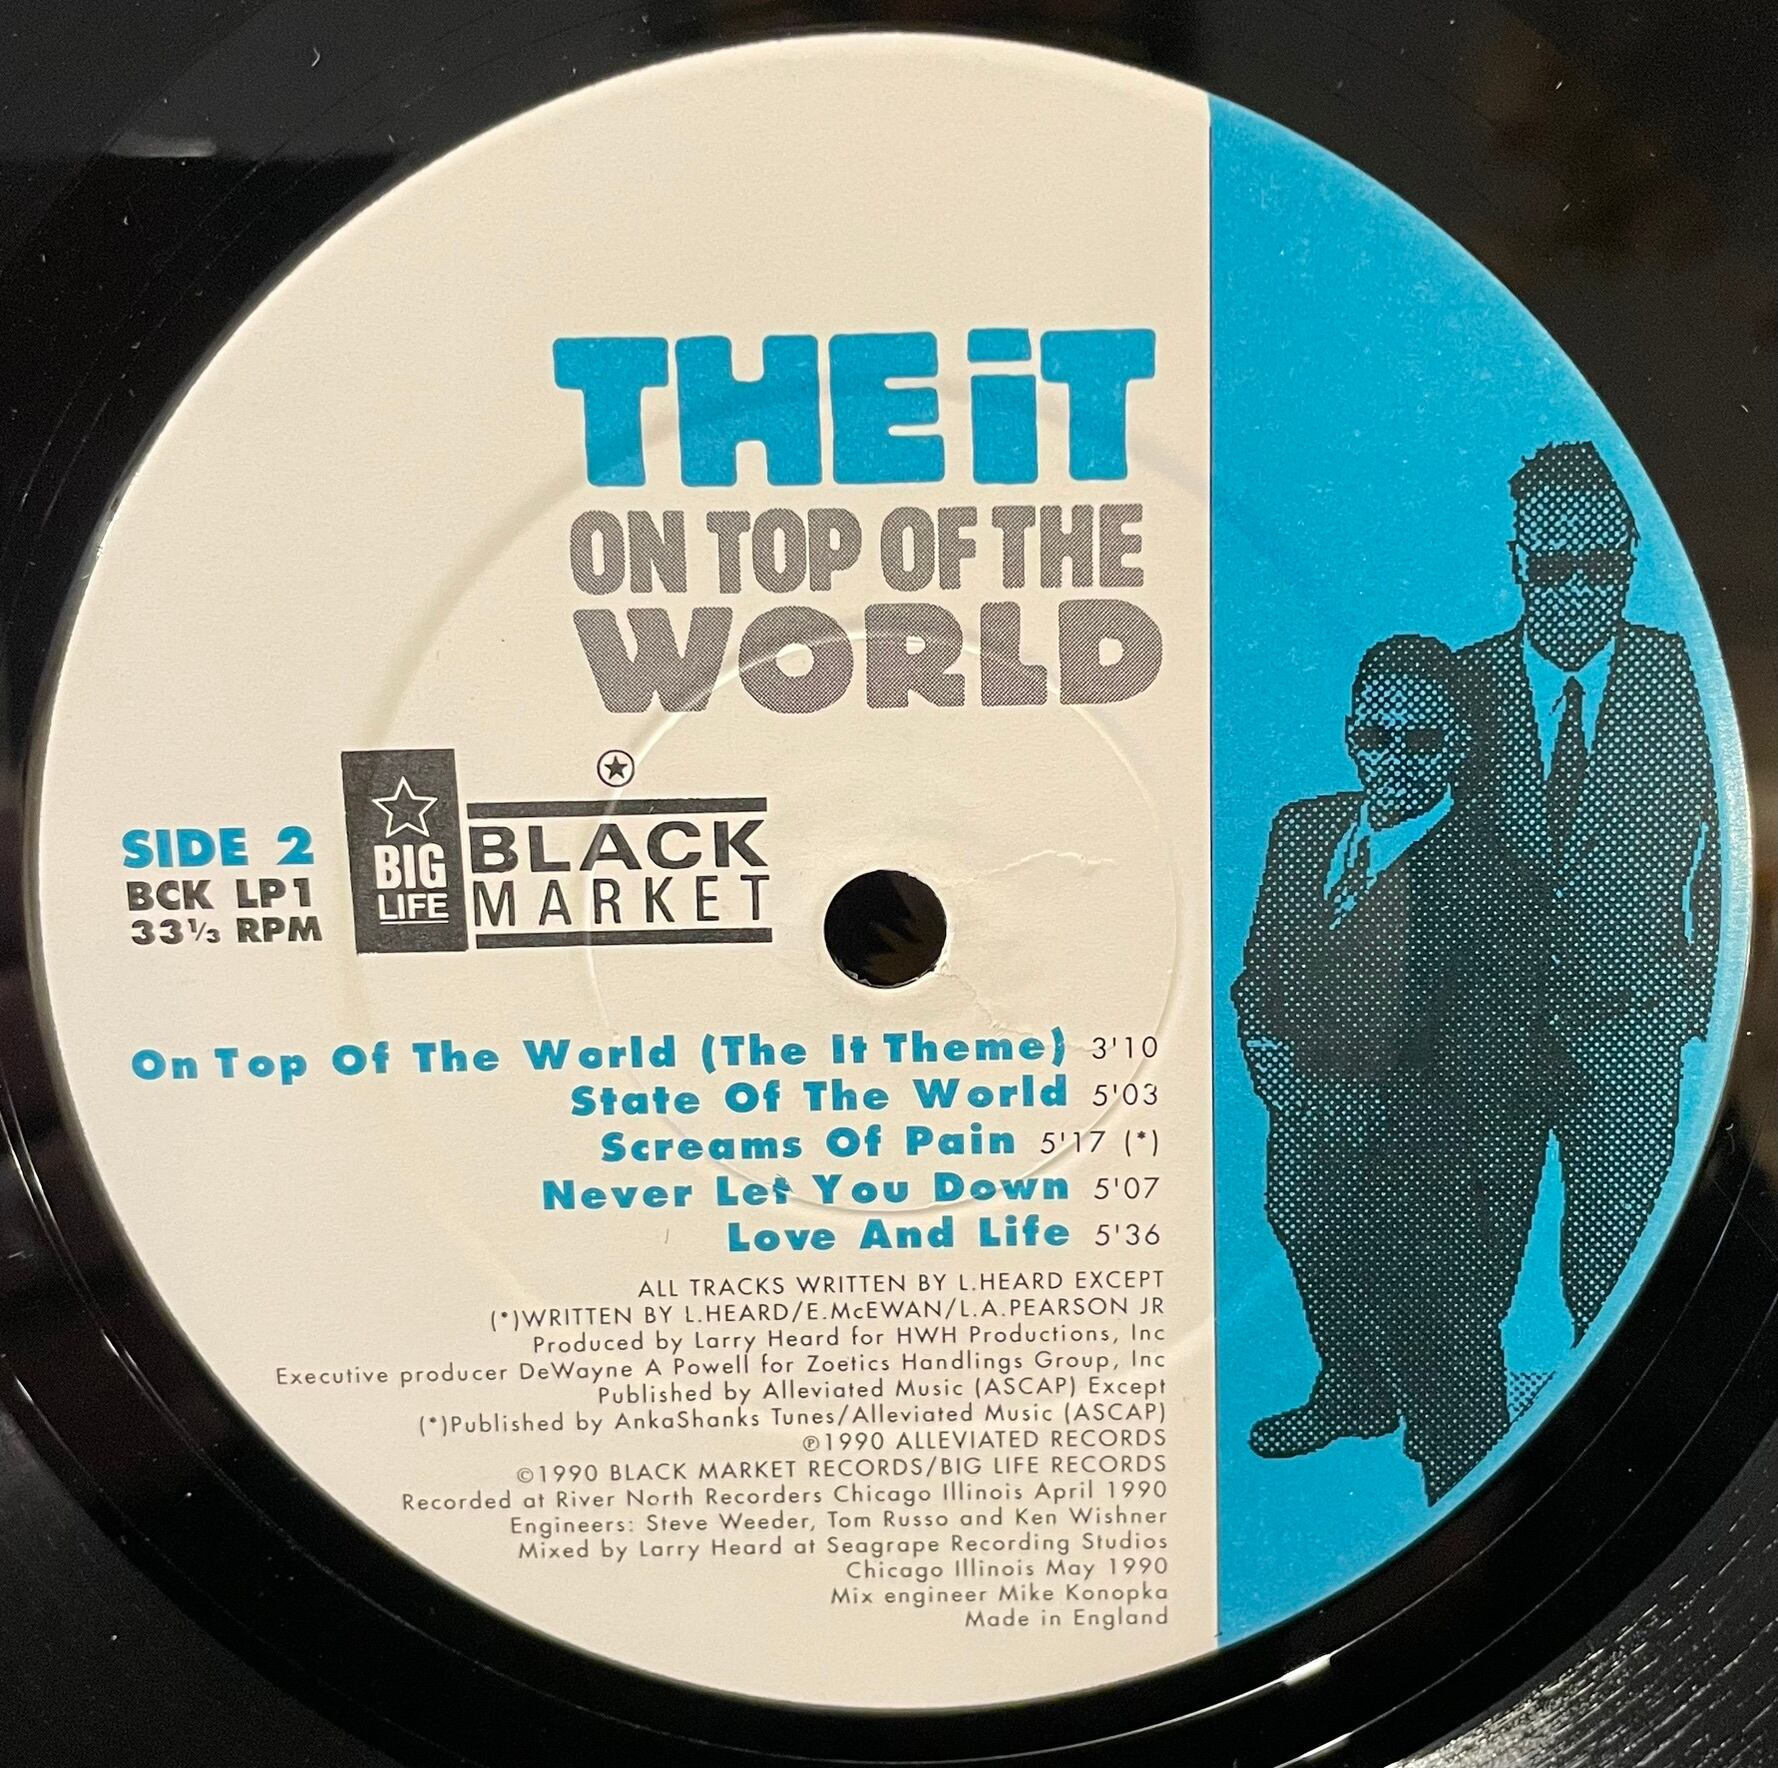 THE iT
ON TOP OF THE
WORLD
SIDE 2
BCK LP1
33⅓ RPM
BIG
LIFE
BLACK
MARKET
On Top Of The World (The It Theme) 3'10
State Of The World 5'03
Screams Of Pain 5'17 (*)
Never Let You Down 5'07
Love And Life 5'36
ALL TRACKS WRITTEN BY L.HEARD EXCEPT
(*)WRITTEN BY L.HEARD/E.McEWAN/L.A.PEARSON JR
Produced by Larry Heard for HWH Productions, Inc
Executive producer DeWayne A Powell for Zoetics Handlings Group, Inc
Published by Alleviated Music (ASCAP) Except
(*)Published by AnkaShanks Tunes/Alleviated Music (ASCAP)
℗1990 ALLEVIATED RECORDS
©1990 BLACK MARKET RECORDS/BIG LIFE RECORDS
Recorded at River North Recorders Chicago Illinois April 1990
Engineers: Steve Weeder, Tom Russo and Ken Wishner
Mixed by Larry Heard at Seagrape Recording Studios
Chicago Illinois May 1990
Mix engineer Mike Konopka
Made in England